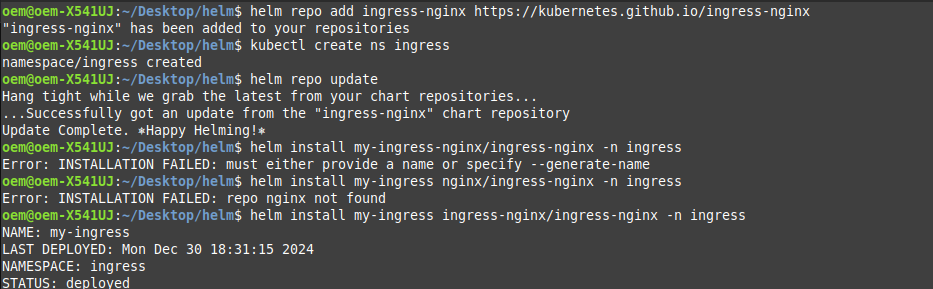 oem@oem-X541UJ:~/Desktop/helm$ helm repo add ingress-nginx https://kubernetes.github.io/ingress-nginx
"ingress-nginx" has been added to your repositories
oem@oem-X541UJ:~/Desktop/helm$ kubectl create ns ingress
namespace/ingress created
oem@oem-X541UJ:~/Desktop/helm$ helm repo update
Hang tight while we grab the latest from your chart repositories...
...Successfully got an update from the "ingress-nginx" chart repository
Update Complete. ⎈Happy Helming!⎈
oem@oem-X541UJ:~/Desktop/helm$ helm install my-ingress-nginx/ingress-nginx -n ingress
Error: INSTALLATION FAILED: must either provide a name or specify --generate-name
oem@oem-X541UJ:~/Desktop/helm$ helm install my-ingress nginx/ingress-nginx -n ingress
Error: INSTALLATION FAILED: repo nginx not found
oem@oem-X541UJ:~/Desktop/helm$ helm install my-ingress ingress-nginx/ingress-nginx -n ingress
NAME: my-ingress
LAST DEPLOYED: Mon Dec 30 18:31:15 2024
NAMESPACE: ingress
STATUS: deployed